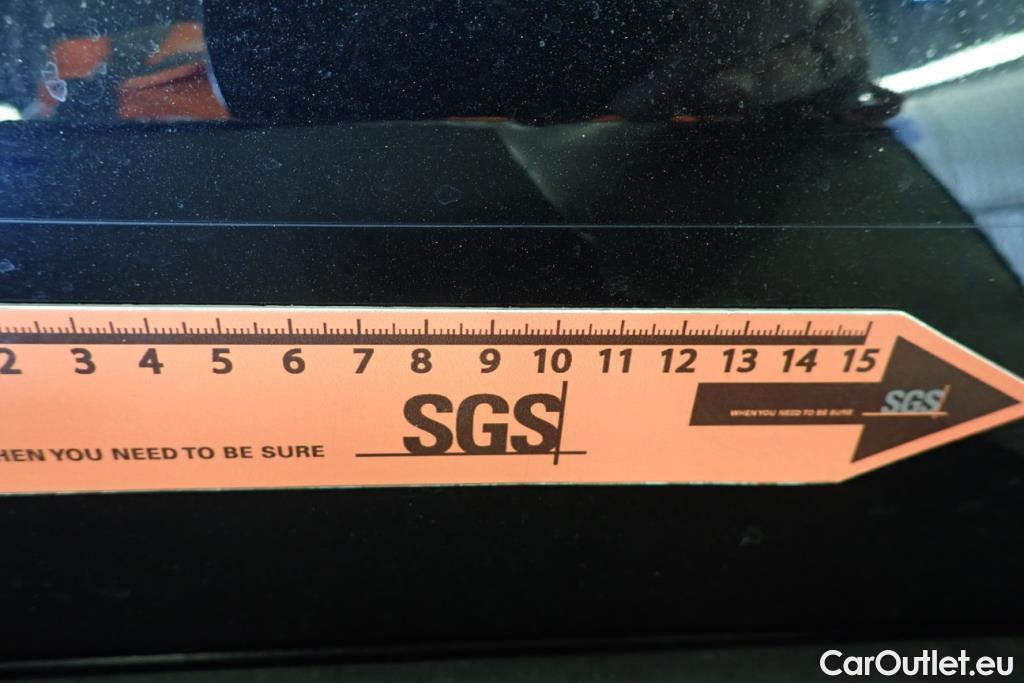 2 3 4 5 6 7 8 9 10 11 12 13 14 15
SGS
WHEN YOU NEED TO BE SURE
SGS
HEN YOU NEED TO BE SURE
CarOutlet.eu